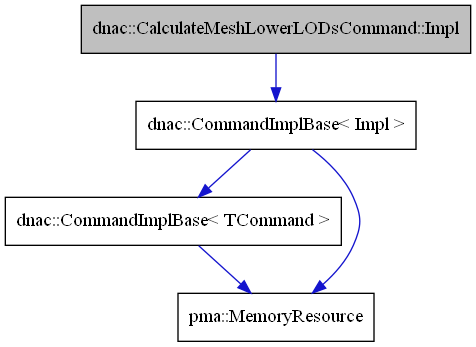 dnac::CalculateMeshLowerLODsCommand::Impl
dnac::CommandImplBase< Impl >
dnac::CommandImplBase< TCommand >
pma::MemoryResource